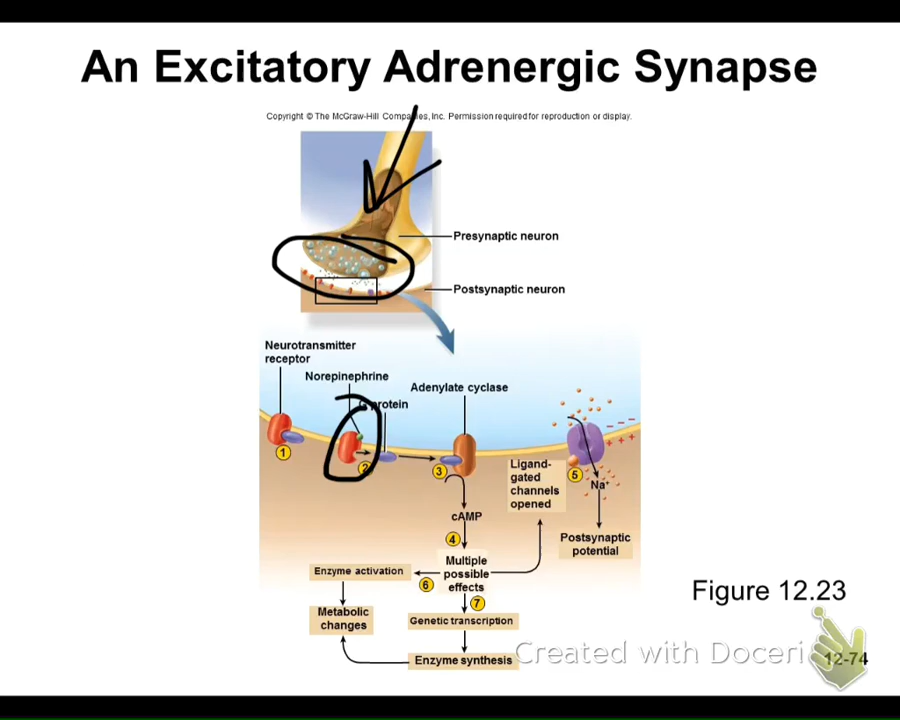 An Excitatory Adrenergic Synapse
Copyright © The McGraw-Hill Companies, Inc. Permission required for reproduction or display.
Presynaptic neuron
Postsynaptic neuron
Neurotransmitter
receptor
Norepinephrine
G protein
Adenylate cyclase
1
2
3
Ligand-
gated
channels
opened
5
Na+
cAMP
4
Postsynaptic
potential
Multiple
possible
effects
Enzyme activation
6
7
Metabolic
changes
Genetic transcription
Enzyme synthesis
Figure 12.23
Created with Doceri
12-74